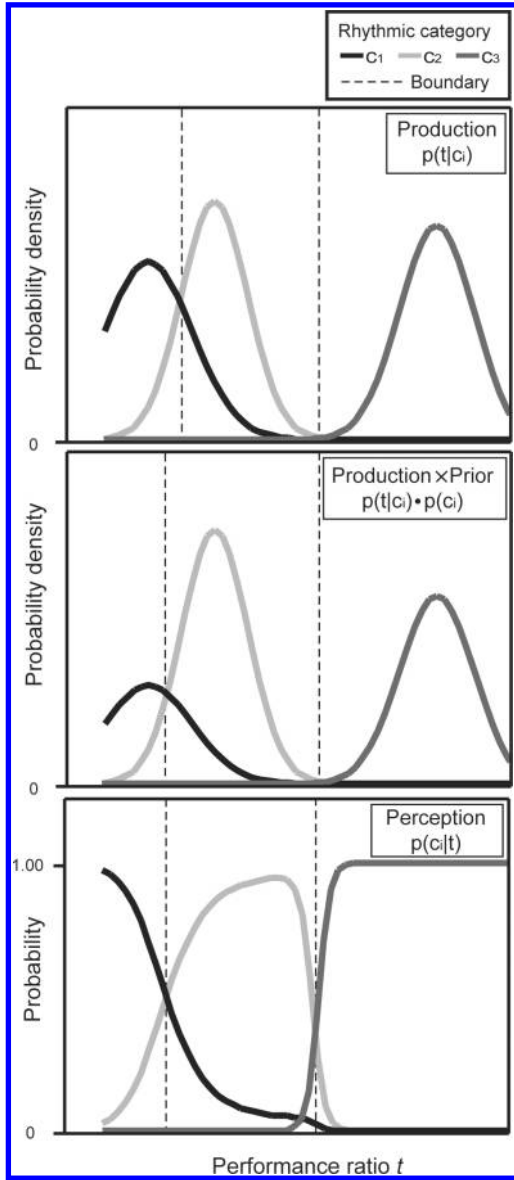 Rhythmic category
C1 C2 C3
Boundary
Production
p(t|ci)
Probability density
0
Production×Prior
p(t|ci)•p(ci)
Probability density
0
Perception
p(ci|t)
1.00
Probability
0
Performance ratio t